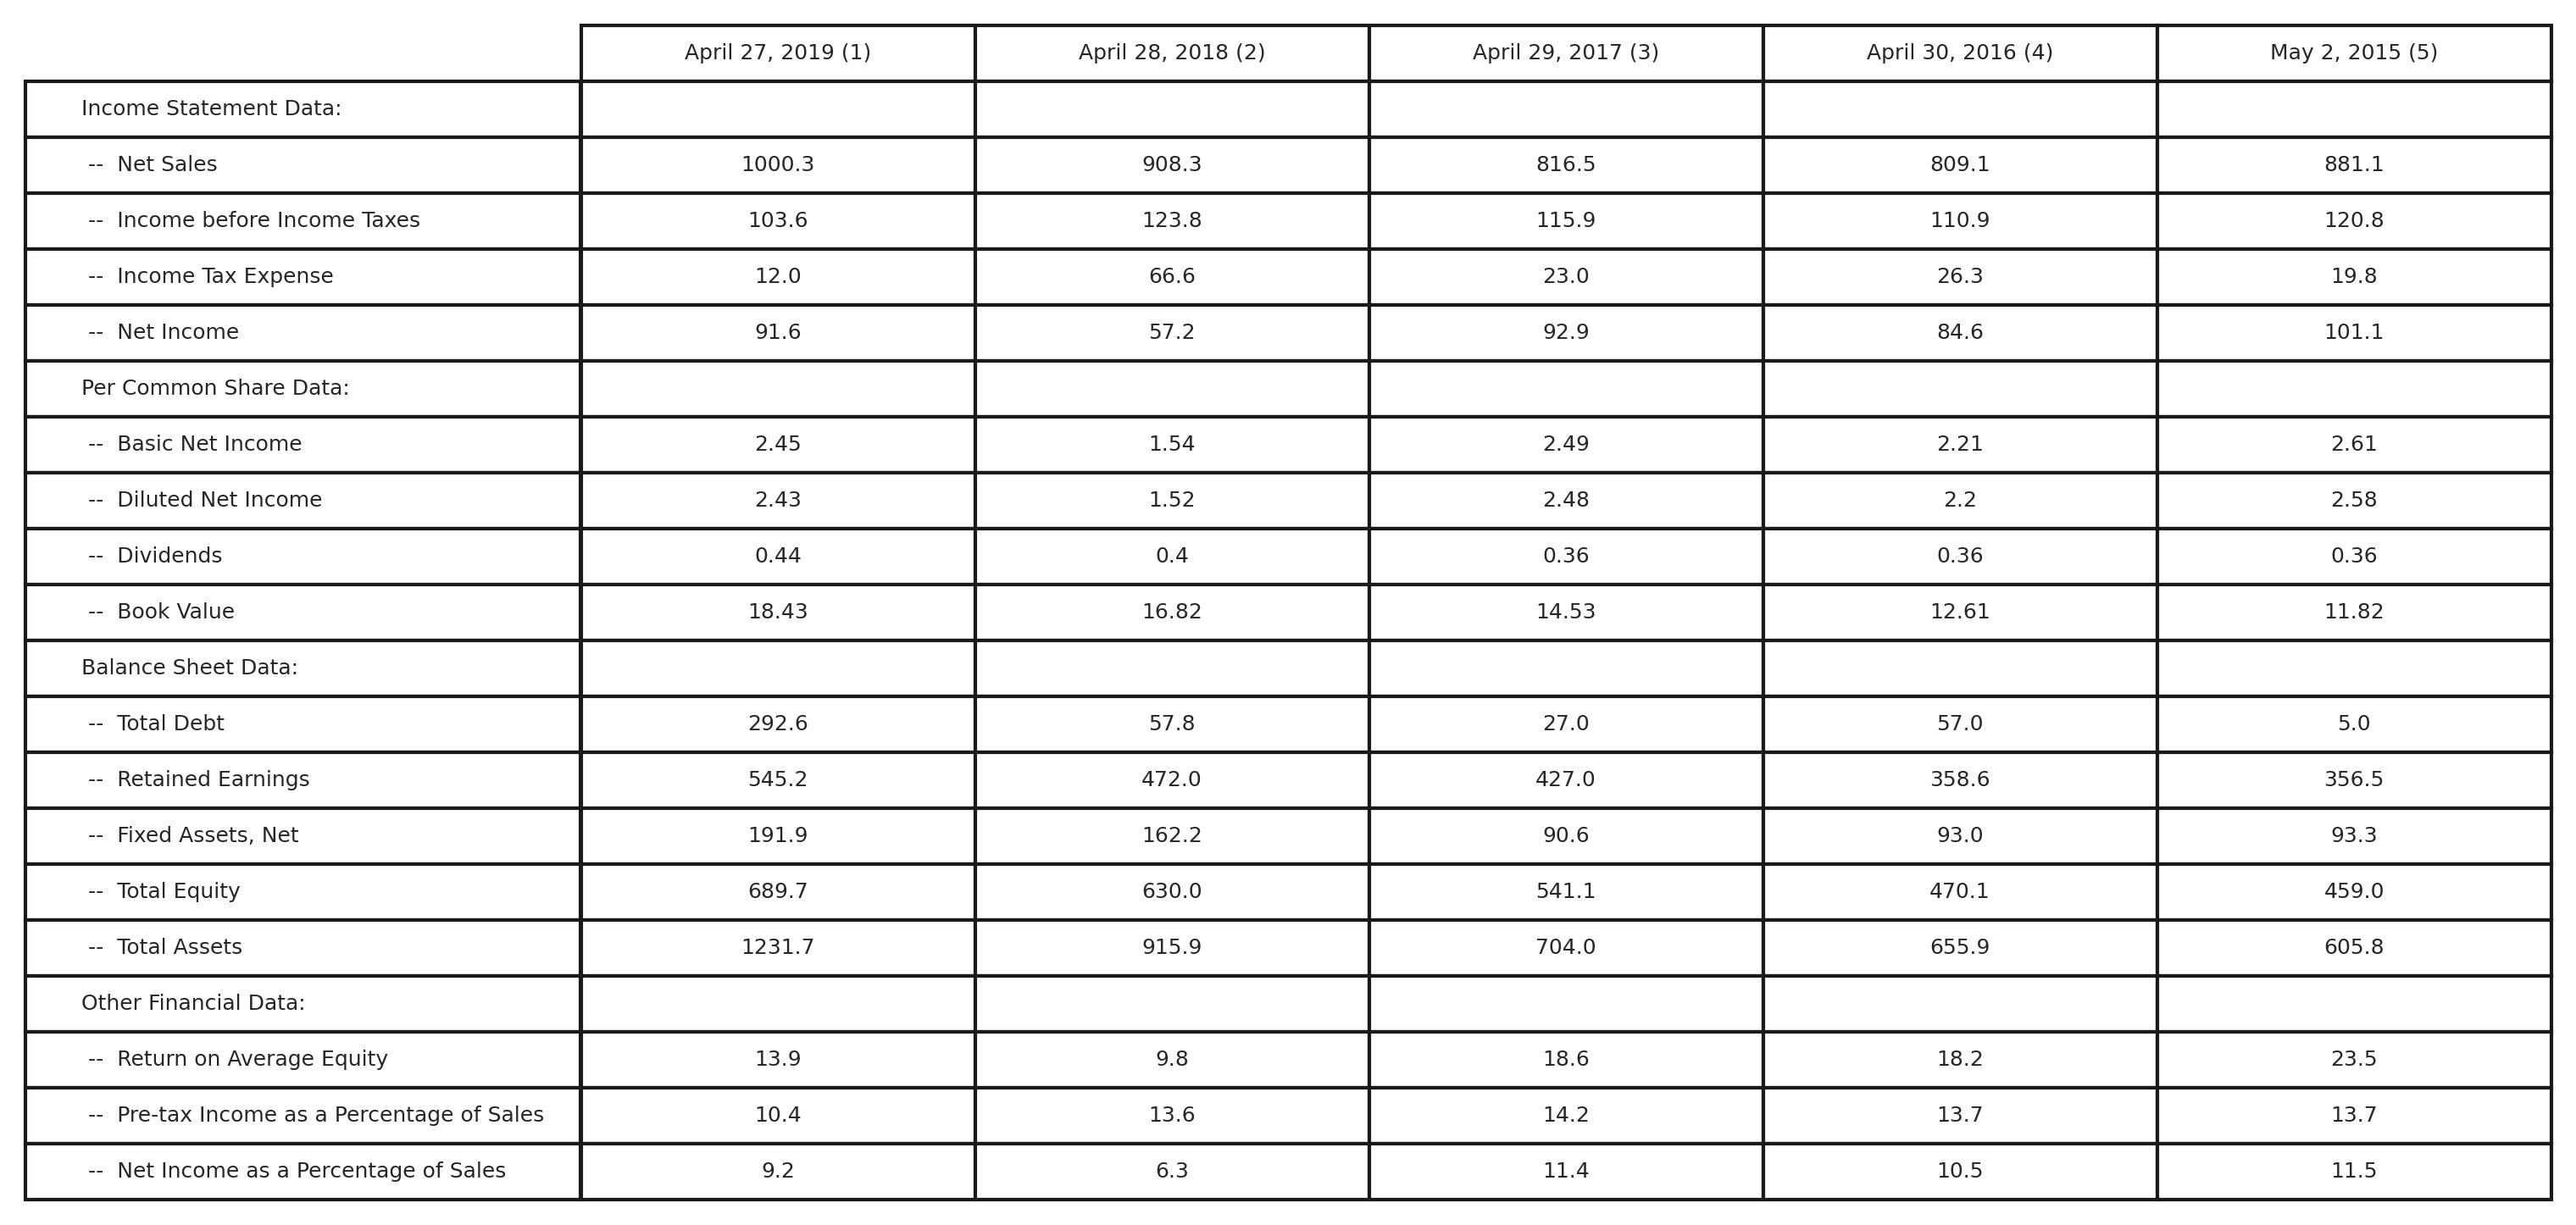 April 27, 2019 (1) April 28, 2018 (2) April 29, 2017 (3) April 30, 2016 (4) May 2, 2015 (5)
Income Statement Data:
-- Net Sales 1000.3 908.3 816.5 809.1 881.1
-- Income before Income Taxes 103.6 123.8 115.9 110.9 120.8
-- Income Tax Expense 12.0 66.6 23.0 26.3 19.8
-- Net Income 91.6 57.2 92.9 84.6 101.1
Per Common Share Data:
-- Basic Net Income 2.45 1.54 2.49 2.21 2.61
-- Diluted Net Income 2.43 1.52 2.48 2.2 2.58
-- Dividends 0.44 0.4 0.36 0.36 0.36
-- Book Value 18.43 16.82 14.53 12.61 11.82
Balance Sheet Data:
-- Total Debt 292.6 57.8 27.0 57.0 5.0
-- Retained Earnings 545.2 472.0 427.0 358.6 356.5
-- Fixed Assets, Net 191.9 162.2 90.6 93.0 93.3
-- Total Equity 689.7 630.0 541.1 470.1 459.0
-- Total Assets 1231.7 915.9 704.0 655.9 605.8
Other Financial Data:
-- Return on Average Equity 13.9 9.8 18.6 18.2 23.5
-- Pre-tax Income as a Percentage of Sales 10.4 13.6 14.2 13.7 13.7
-- Net Income as a Percentage of Sales 9.2 6.3 11.4 10.5 11.5